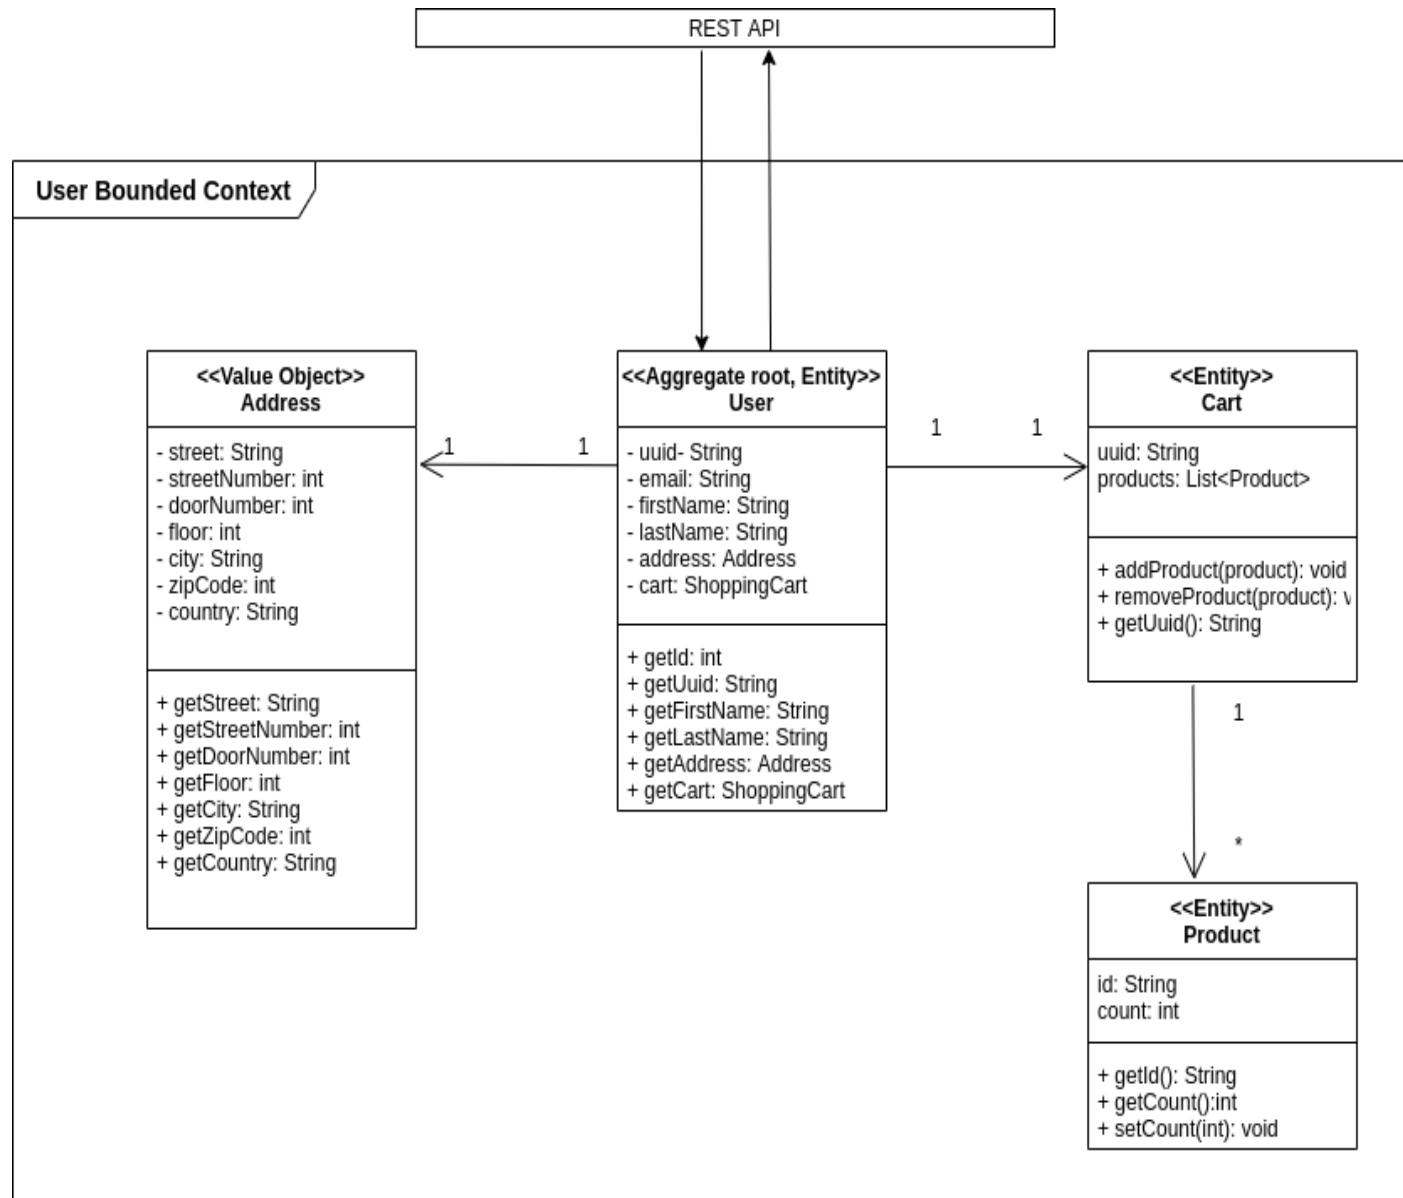 REST API
User Bounded Context
<<Value Object>>
Address
- street: String
- streetNumber: int
- doorNumber: int
- floor: int
- city: String
- zipCode: int
- country: String
+ getStreet: String
+ getStreetNumber: int
+ getDoorNumber: int
+ getFloor: int
+ getCity: String
+ getZipCode: int
+ getCountry: String
1
1
<<Aggregate root, Entity>>
User
- uuid- String
- email: String
- firstName: String
- lastName: String
- address: Address
- cart: ShoppingCart
+ getId: int
+ getUuid: String
+ getFirstName: String
+ getLastName: String
+ getAddress: Address
+ getCart: ShoppingCart
1
1
<<Entity>>
Cart
uuid: String
products: List<Product>
+ addProduct(product): void
+ removeProduct(product): v
+ getUuid(): String
1
*
<<Entity>>
Product
id: String
count: int
+ getId(): String
+ getCount():int
+ setCount(int): void